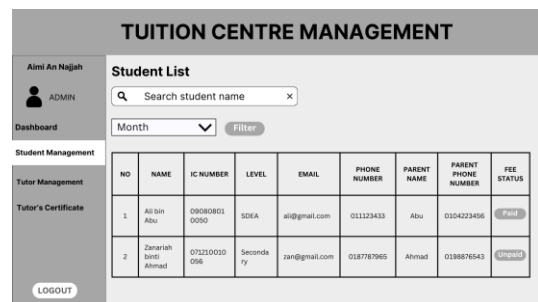 TUITION CENTRE MANAGEMENT
Aimi An Najjah
ADMIN
Dashboard
Student Management
Tutor Management
Tutor's Certificate
LOGOUT
Student List
Search student name ×
Month
Filter
NO NAME IC NUMBER LEVEL EMAIL PHONE NUMBER PARENT NAME PARENT PHONE NUMBER FEE STATUS
1 Ali bin Abu 09080801 0050 SDEA ali@gmail.com 011123433 Abu 0104223456 Paid
2 Zanariah binti Ahmad 071210010 056 Seconda ry zan@gmail.com 0187787965 Ahmad 0198876543 Unpaid